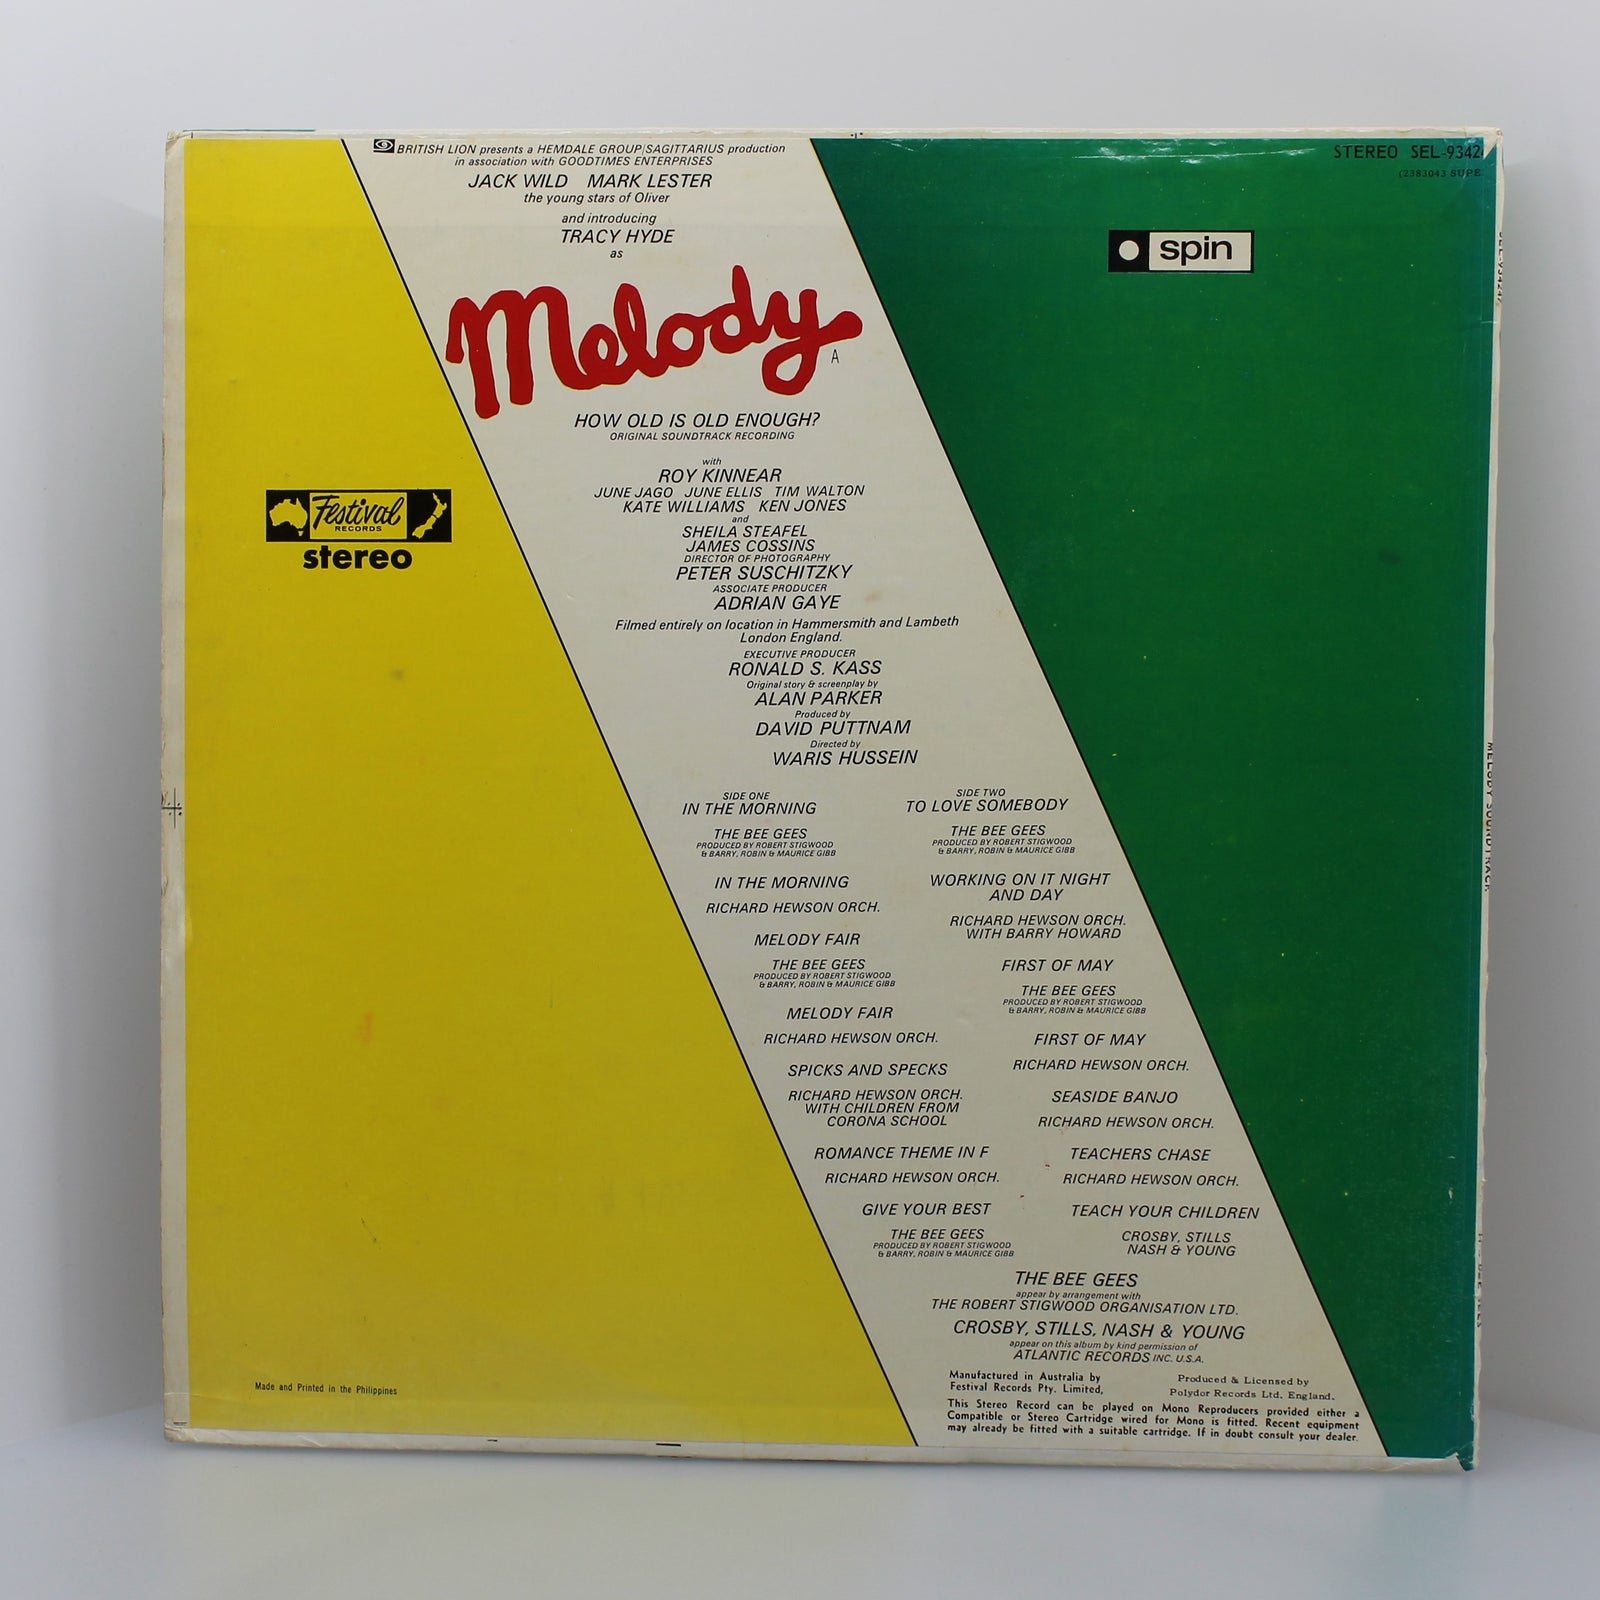 BRITISH LION presents a HEMDALE GROUP/SAGITTARIUS production
in association with GOODTIMES ENTERPRISES
JACK WILD MARK LESTER
the young stars of Oliver
and introducing
TRACY HYDE
as
Melody
A
HOW OLD IS OLD ENOUGH?
ORIGINAL SOUNDTRACK RECORDING
with
ROY KINNEAR
JUNE JAGO JUNE ELLIS TIM WALTON
KATE WILLIAMS KEN JONES
and
SHEILA STEAFEL
JAMES COSSINS
DIRECTOR OF PHOTOGRAPHY
PETER SUSCHITZKY
ASSOCIATE PRODUCER
ADRIAN GAYE
Filmed entirely on location in Hammersmith and Lambeth
London England.
EXECUTIVE PRODUCER
RONALD S. KASS
Original story & screenplay by
ALAN PARKER
Produced by
DAVID PUTTNAM
Directed by
WARIS HUSSEIN
SIDE ONE
IN THE MORNING
THE BEE GEES
PRODUCED BY ROBERT STIGWOOD
& BARRY, ROBIN & MAURICE GIBB
IN THE MORNING
RICHARD HEWSON ORCH.
MELODY FAIR
THE BEE GEES
PRODUCED BY ROBERT STIGWOOD
& BARRY, ROBIN & MAURICE GIBB
MELODY FAIR
RICHARD HEWSON ORCH.
SPICKS AND SPECKS
RICHARD HEWSON ORCH.
WITH CHILDREN FROM
CORONA SCHOOL
ROMANCE THEME IN F
RICHARD HEWSON ORCH.
GIVE YOUR BEST
THE BEE GEES
PRODUCED BY ROBERT STIGWOOD
& BARRY, ROBIN & MAURICE GIBB
SIDE TWO
TO LOVE SOMEBODY
THE BEE GEES
PRODUCED BY ROBERT STIGWOOD
& BARRY, ROBIN & MAURICE GIBB
WORKING ON IT NIGHT
AND DAY
RICHARD HEWSON ORCH.
WITH BARRY HOWARD
FIRST OF MAY
THE BEE GEES
PRODUCED BY ROBERT STIGWOOD
& BARRY, ROBIN & MAURICE GIBB
FIRST OF MAY
RICHARD HEWSON ORCH.
SEASIDE BANJO
RICHARD HEWSON ORCH.
TEACHERS CHASE
RICHARD HEWSON ORCH.
TEACH YOUR CHILDREN
CROSBY, STILLS
NASH & YOUNG
THE BEE GEES
appear by arrangement with
THE ROBERT STIGWOOD ORGANISATION LTD.
CROSBY, STILLS, NASH & YOUNG
appear on this album by kind permission of
ATLANTIC RECORDS INC. U.S.A.
Manufactured in Australia by
Festival Records Pty. Limited,
Produced & Licensed by
Polydor Records Ltd. England.
This Stereo Record can be played on Mono Reproducers provided either a
Compatible or Stereo Cartridge wired for Mono is fitted. Recent equipment
may already be fitted with a suitable cartridge. If in doubt consult your dealer.
Festival
RECORDS
stereo
Made and Printed in the Philippines
STEREO SEL-9342
(2383043 SUPE
spin
MELODY SOUNDTRACK